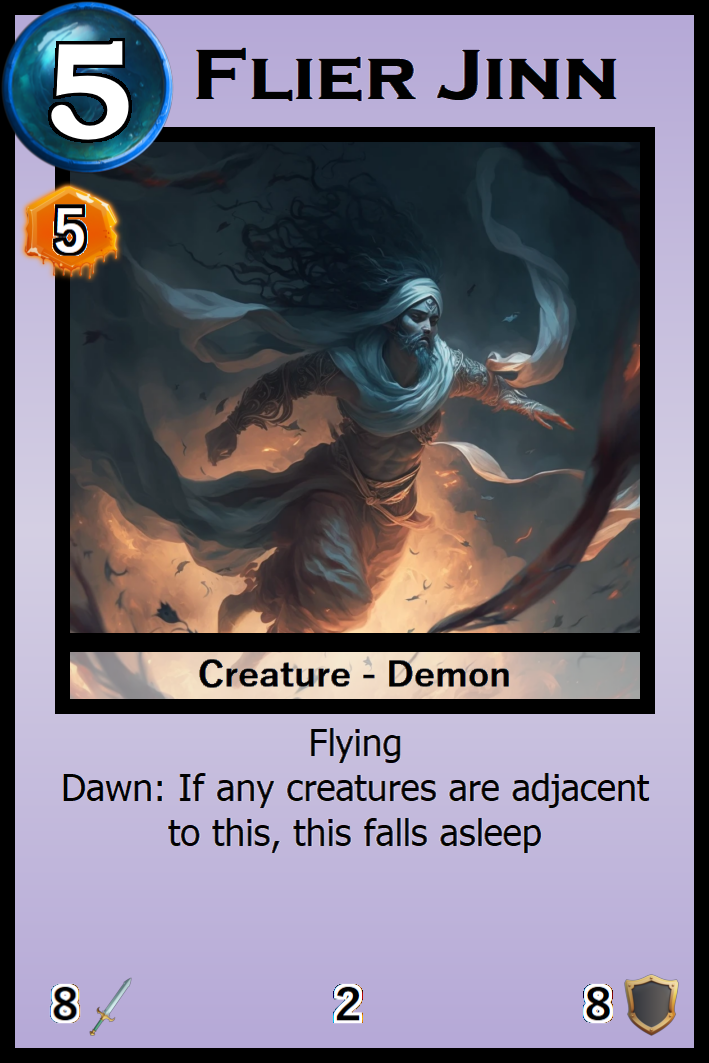 5
Flier Jinn
5
Creature - Demon
Flying
Dawn: If any creatures are adjacent
to this, this falls asleep
8 2 8